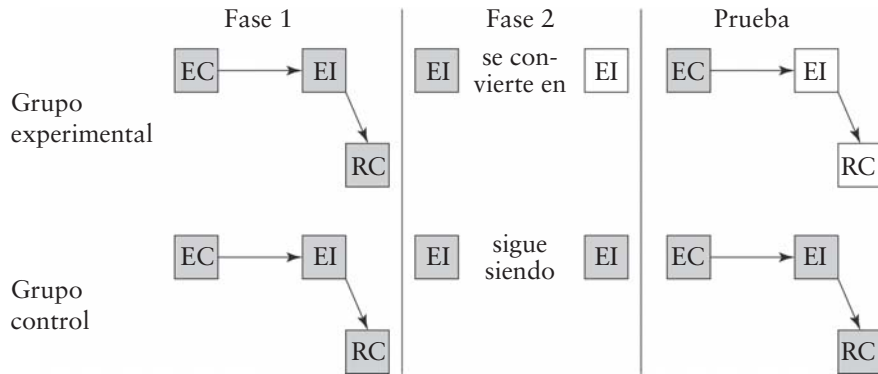 Fase 1 Fase 2 Prueba
EC EI EI se con-
vierte en EI EC EI
Grupo
experimental
RC RC
EC EI EI sigue
siendo EI EC EI
Grupo
control
RC RC